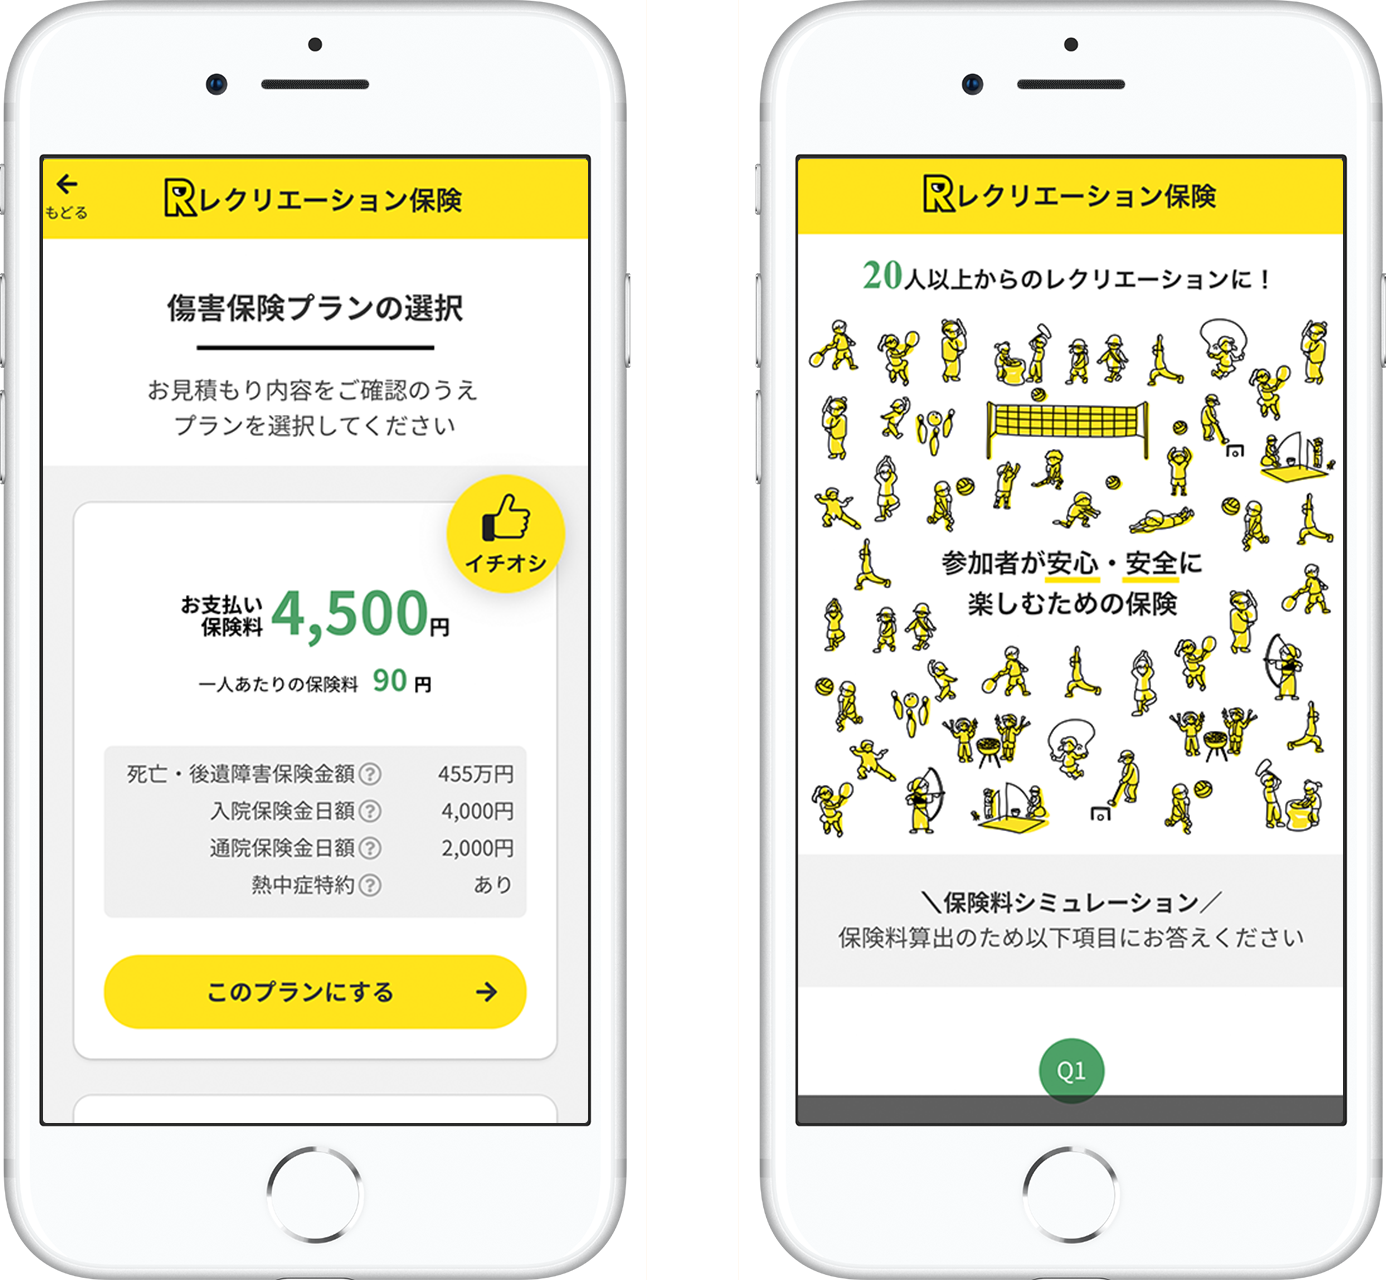 もどる
Rレクリエーション保険
傷害保険プランの選択
お見積もり内容をご確認のうえ
プランを選択してください
イチオシ
お支払い
保険料 4,500円
一人あたりの保険料 90 円
死亡・後遺障害保険金額? 455万円
入院保険金日額? 4,000円
通院保険金日額? 2,000円
熱中症特約? あり
このプランにする
Rレクリエーション保険
20人以上からのレクリエーションに！
参加者が安心・安全に
楽しむための保険
＼保険料シミュレーション／
保険料算出のため以下項目にお答えください
Q1